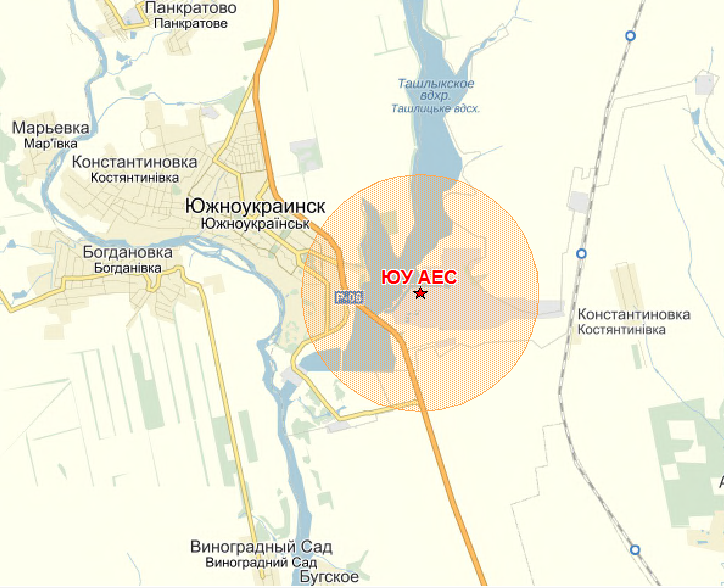 Панкратово
Панкратове
Ташлыкское
вдхр.
Ташлицьке вдсх.
Марьевка
Мар'ївка
Константиновка
Костянтинівка
Южноукраинск
Южноукраїнськ
Богдановка
Богданівка
ЮУ АЕС
Константиновка
Костянтинівка
Виноградный Сад
Виноградний Сад
Бугское